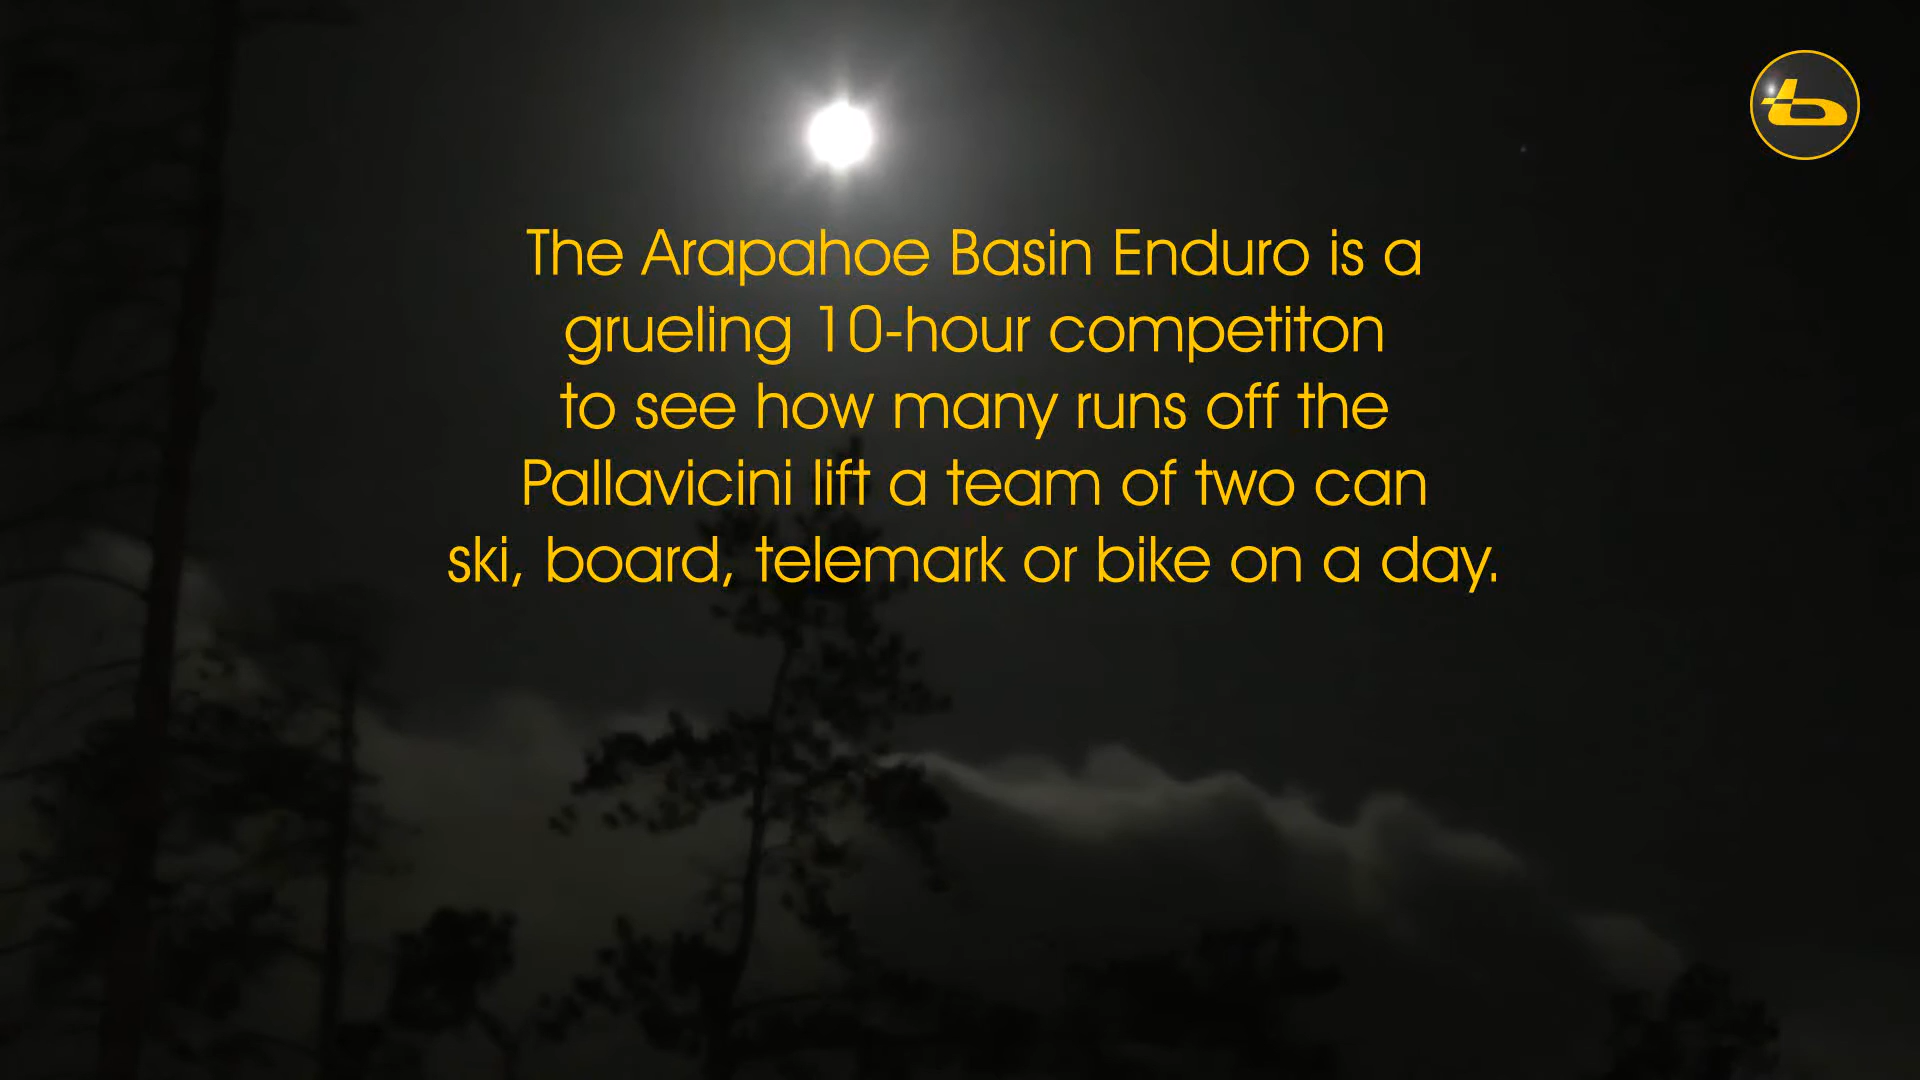 The Arapahoe Basin Enduro is a
grueling 10-hour competiton
to see how many runs off the
Pallavicini lift a team of two can
ski, board, telemark or bike on a day.
b